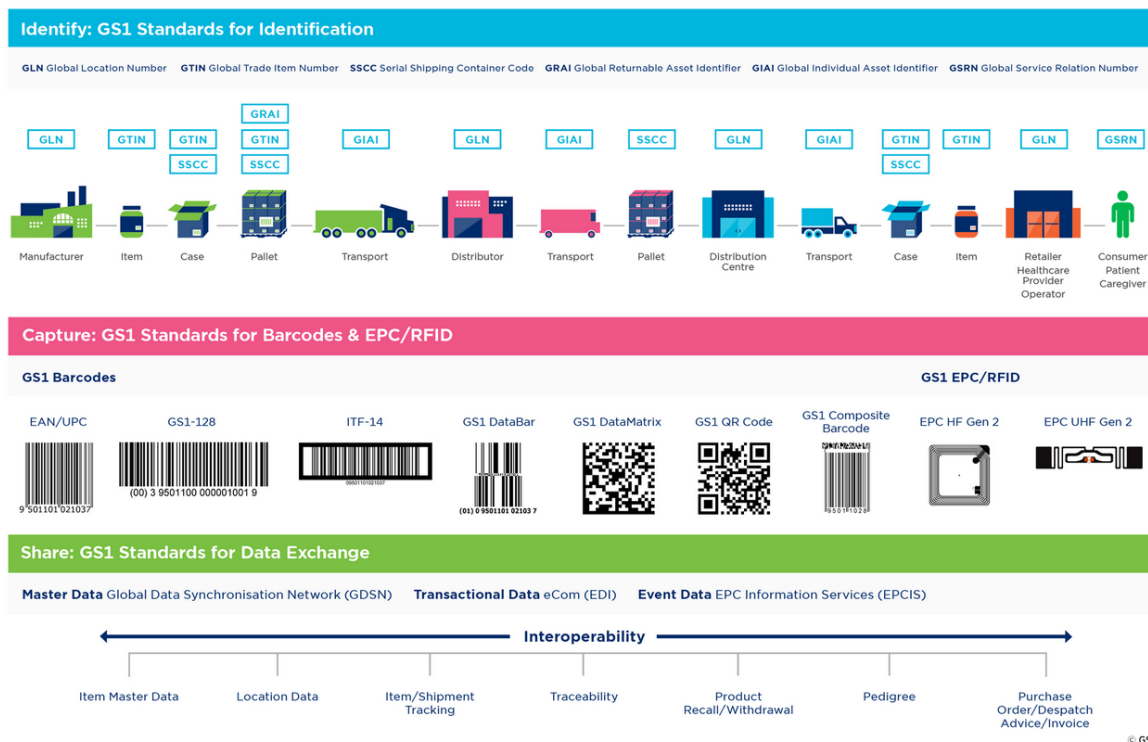 Identify: GS1 Standards for Identification
GLN Global Location Number GTIN Global Trade Item Number SSCC Serial Shipping Container Code GRAI Global Returnable Asset Identifier GIAI Global Individual Asset Identifier GSRN Global Service Relation Number
GRAI
GLN GTIN GTIN GTIN GIAI GLN GIAI SSCC GLN GIAI GTIN GTIN GLN GSRN
SSCC SSCC SSCC
Manufacturer Item Case Pallet Transport Distributor Transport Pallet Distribution Transport Case Item Retailer Consumer
Centre Healthcare Patient
Provider Caregiver
Operator
Capture: GS1 Standards for Barcodes & EPC/RFID
GS1 Barcodes GS1 EPC/RFID
EAN/UPC GS1-128 ITF-14 GS1 DataBar GS1 DataMatrix GS1 QR Code GS1 Composite EPC HF Gen 2 EPC UHF Gen 2
Barcode
9 501101 021037 (00) 3 9501100 000001001 9 09501101021037 (01) 0 9501101 02103 7 95011028
Share: GS1 Standards for Data Exchange
Master Data Global Data Synchronisation Network (GDSN) Transactional Data eCom (EDI) Event Data EPC Information Services (EPCIS)
Interoperability
Item Master Data Location Data Item/Shipment Traceability Product Pedigree Purchase
Tracking Recall/Withdrawal Order/Despatch
Advice/Invoice